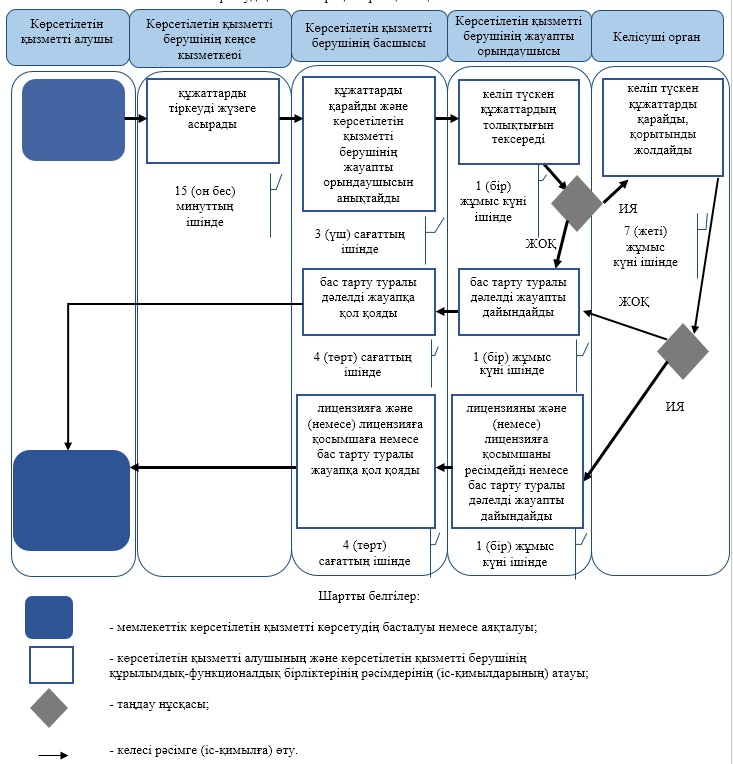 Көрсетілетін
қызметті алушы
Көрсетілетін қызметті
берушінің кеңсе
қызметкері
Көрсетілетін қызметті
берушінің басшысы
Көрсетілетін қызметті
берушінің жауапты
орындаушысы
Келісуші орган
құжаттарды
тіркеуді жүзеге
асырады
құжаттарды
қарайды және
көрсетілетін
қызметті
берушінің
жауапты
орындаушысын
анықтайды
келіп түскен
құжаттардың
толықтығын
тексереді
келіп түскен
құжаттарды
қарайды,
қорытынды
жолдайды
15 (он бес)
минуттың
ішінде
3 (үш) сағаттың
ішінде
1 (бір)
жұмыс күні
ішінде
ИЯ
7 (жеті)
жұмыс
күні ішінде
ЖОҚ
бас тарту туралы
дәлелді жауапқа
қол қояды
бас тарту туралы
дәлелді жауапты
дайындайды
ЖОҚ
4 (төрт) сағаттың
ішінде
1 (бір) жұмыс
күні ішінде
ИЯ
лицензияға және
(немесе) лицензияға
қосымшаға немесе
бас тарту туралы
жауапқа қол қояды
лицензияны және
(немесе)
лицензияға
қосымшаны
ресімдейді немесе
бас тарту туралы
дәлелді жауапты
дайындайды
4 (төрт)
сағаттың ішінде
1 (бір) жұмыс
күні ішінде
Шартты белгілер:
- мемлекеттік көрсетілетін қызметті көрсетудің басталуы немесе аяқталуы;
- көрсетілетін қызметті алушының және көрсетілетін қызметті берушінің
құрылымдық-функционалдық бірліктерінің рәсімдерінің (іс-қимылдарының) атауы;
- таңдау нұсқасы;
- келесі рәсімге (іс-қимылға) өту.